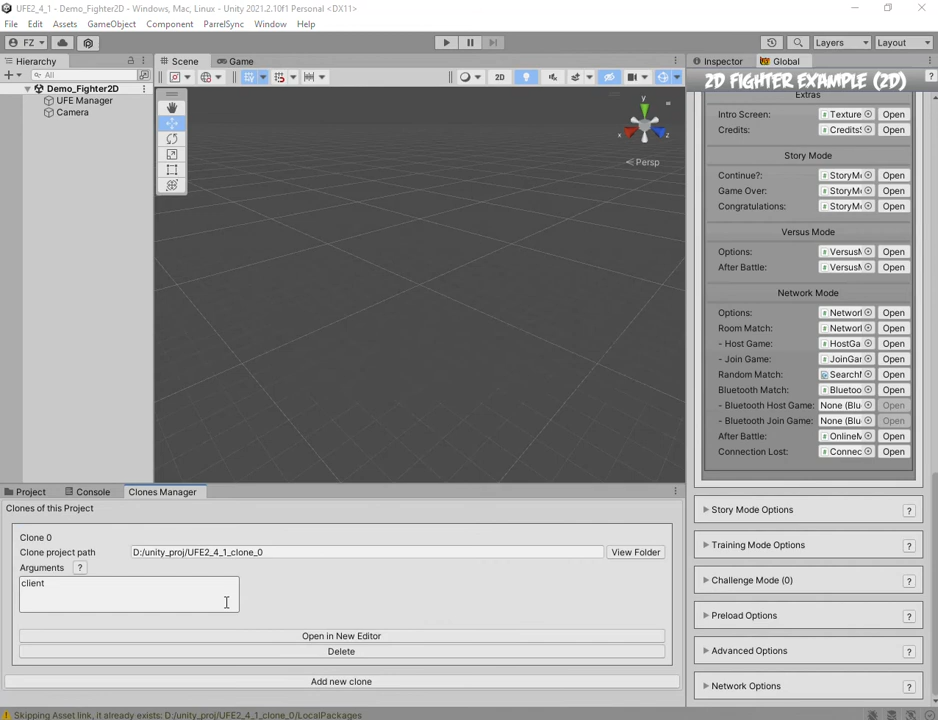 UFE2_4_1 - Demo_Fighter2D - Windows, Mac, Linux - Unity 2021.2.10f1 Personal* <DX11>
File Edit Assets GameObject Component ParrelSync Window Help
FZ Layers Layout
Hierarchy Scene Game Inspector Global
All 2D
Demo_Fighter2D
UFE Manager
Camera
y
x z
Persp
2D FIGHTER EXAMPLE (2D) ?
Extras
Intro Screen: Texture Open
Credits: Credits Open
Story Mode
Continue?: StoryM Open
Game Over: StoryM Open
Congratulations: StoryM Open
Versus Mode
Options: VersusM Open
After Battle: VersusM Open
Network Mode
Options: Networ Open
Room Match: Networ Open
- Host Game: HostGa Open
- Join Game: JoinGar Open
Random Match: Search Open
Bluetooth Match: Bluetoo Open
- Bluetooth Host Game: None (Blu Open
- Bluetooth Join Game: None (Blu Open
After Battle: OnlineM Open
Connection Lost: Connec Open
Story Mode Options ?
Training Mode Options ?
Challenge Mode (0) ?
Preload Options ?
Advanced Options ?
Network Options ?
Project Console Clones Manager
Clones of this Project
Clone 0
Clone project path D:/unity_proj/UFE2_4_1_clone_0 View Folder
Arguments ?
client
Open in New Editor
Delete
Add new clone
Skipping Asset link, it already exists: D:/unity_proj/UFE2_4_1_clone_0/LocalPackages